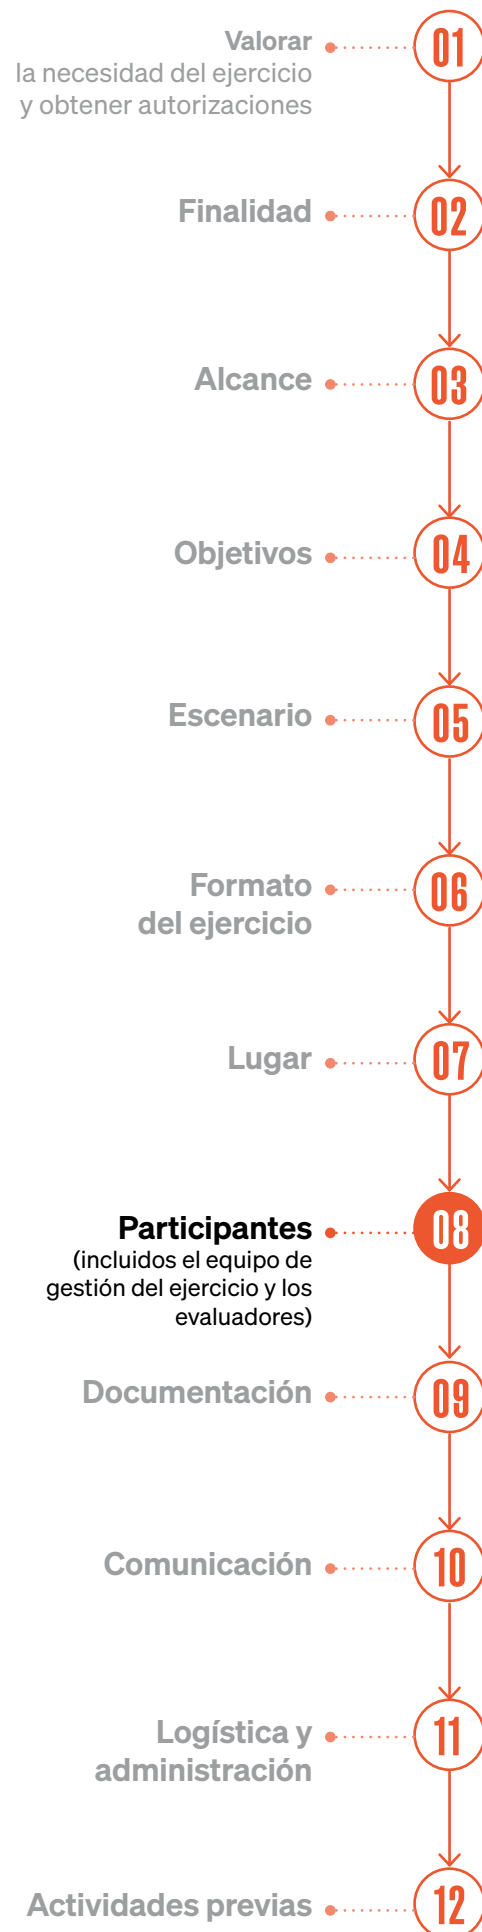 Valorar
la necesidad del ejercicio
y obtener autorizaciones
01
Finalidad
02
Alcance
03
Objetivos
04
Escenario
05
Formato
del ejercicio
06
Lugar
07
Participantes
(incluidos el equipo de
gestión del ejercicio y los
evaluadores)
08
Documentación
09
Comunicación
10
Logística y
administración
11
Actividades previas
12